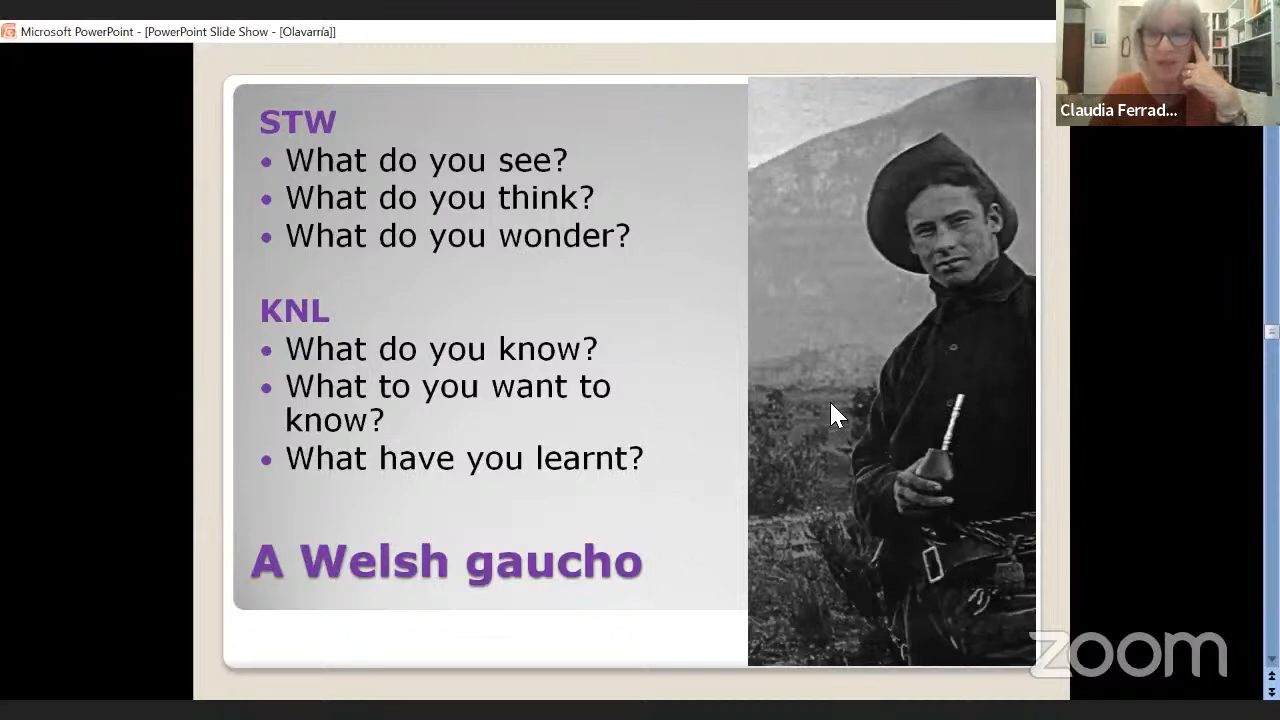 Microsoft PowerPoint - [PowerPoint Slide Show - [Olavarría]]
Claudia Ferrad...
STW
• What do you see?
• What do you think?
• What do you wonder?
KNL
• What do you know?
• What to you want to
know?
• What have you learnt?
A Welsh gaucho
zoom